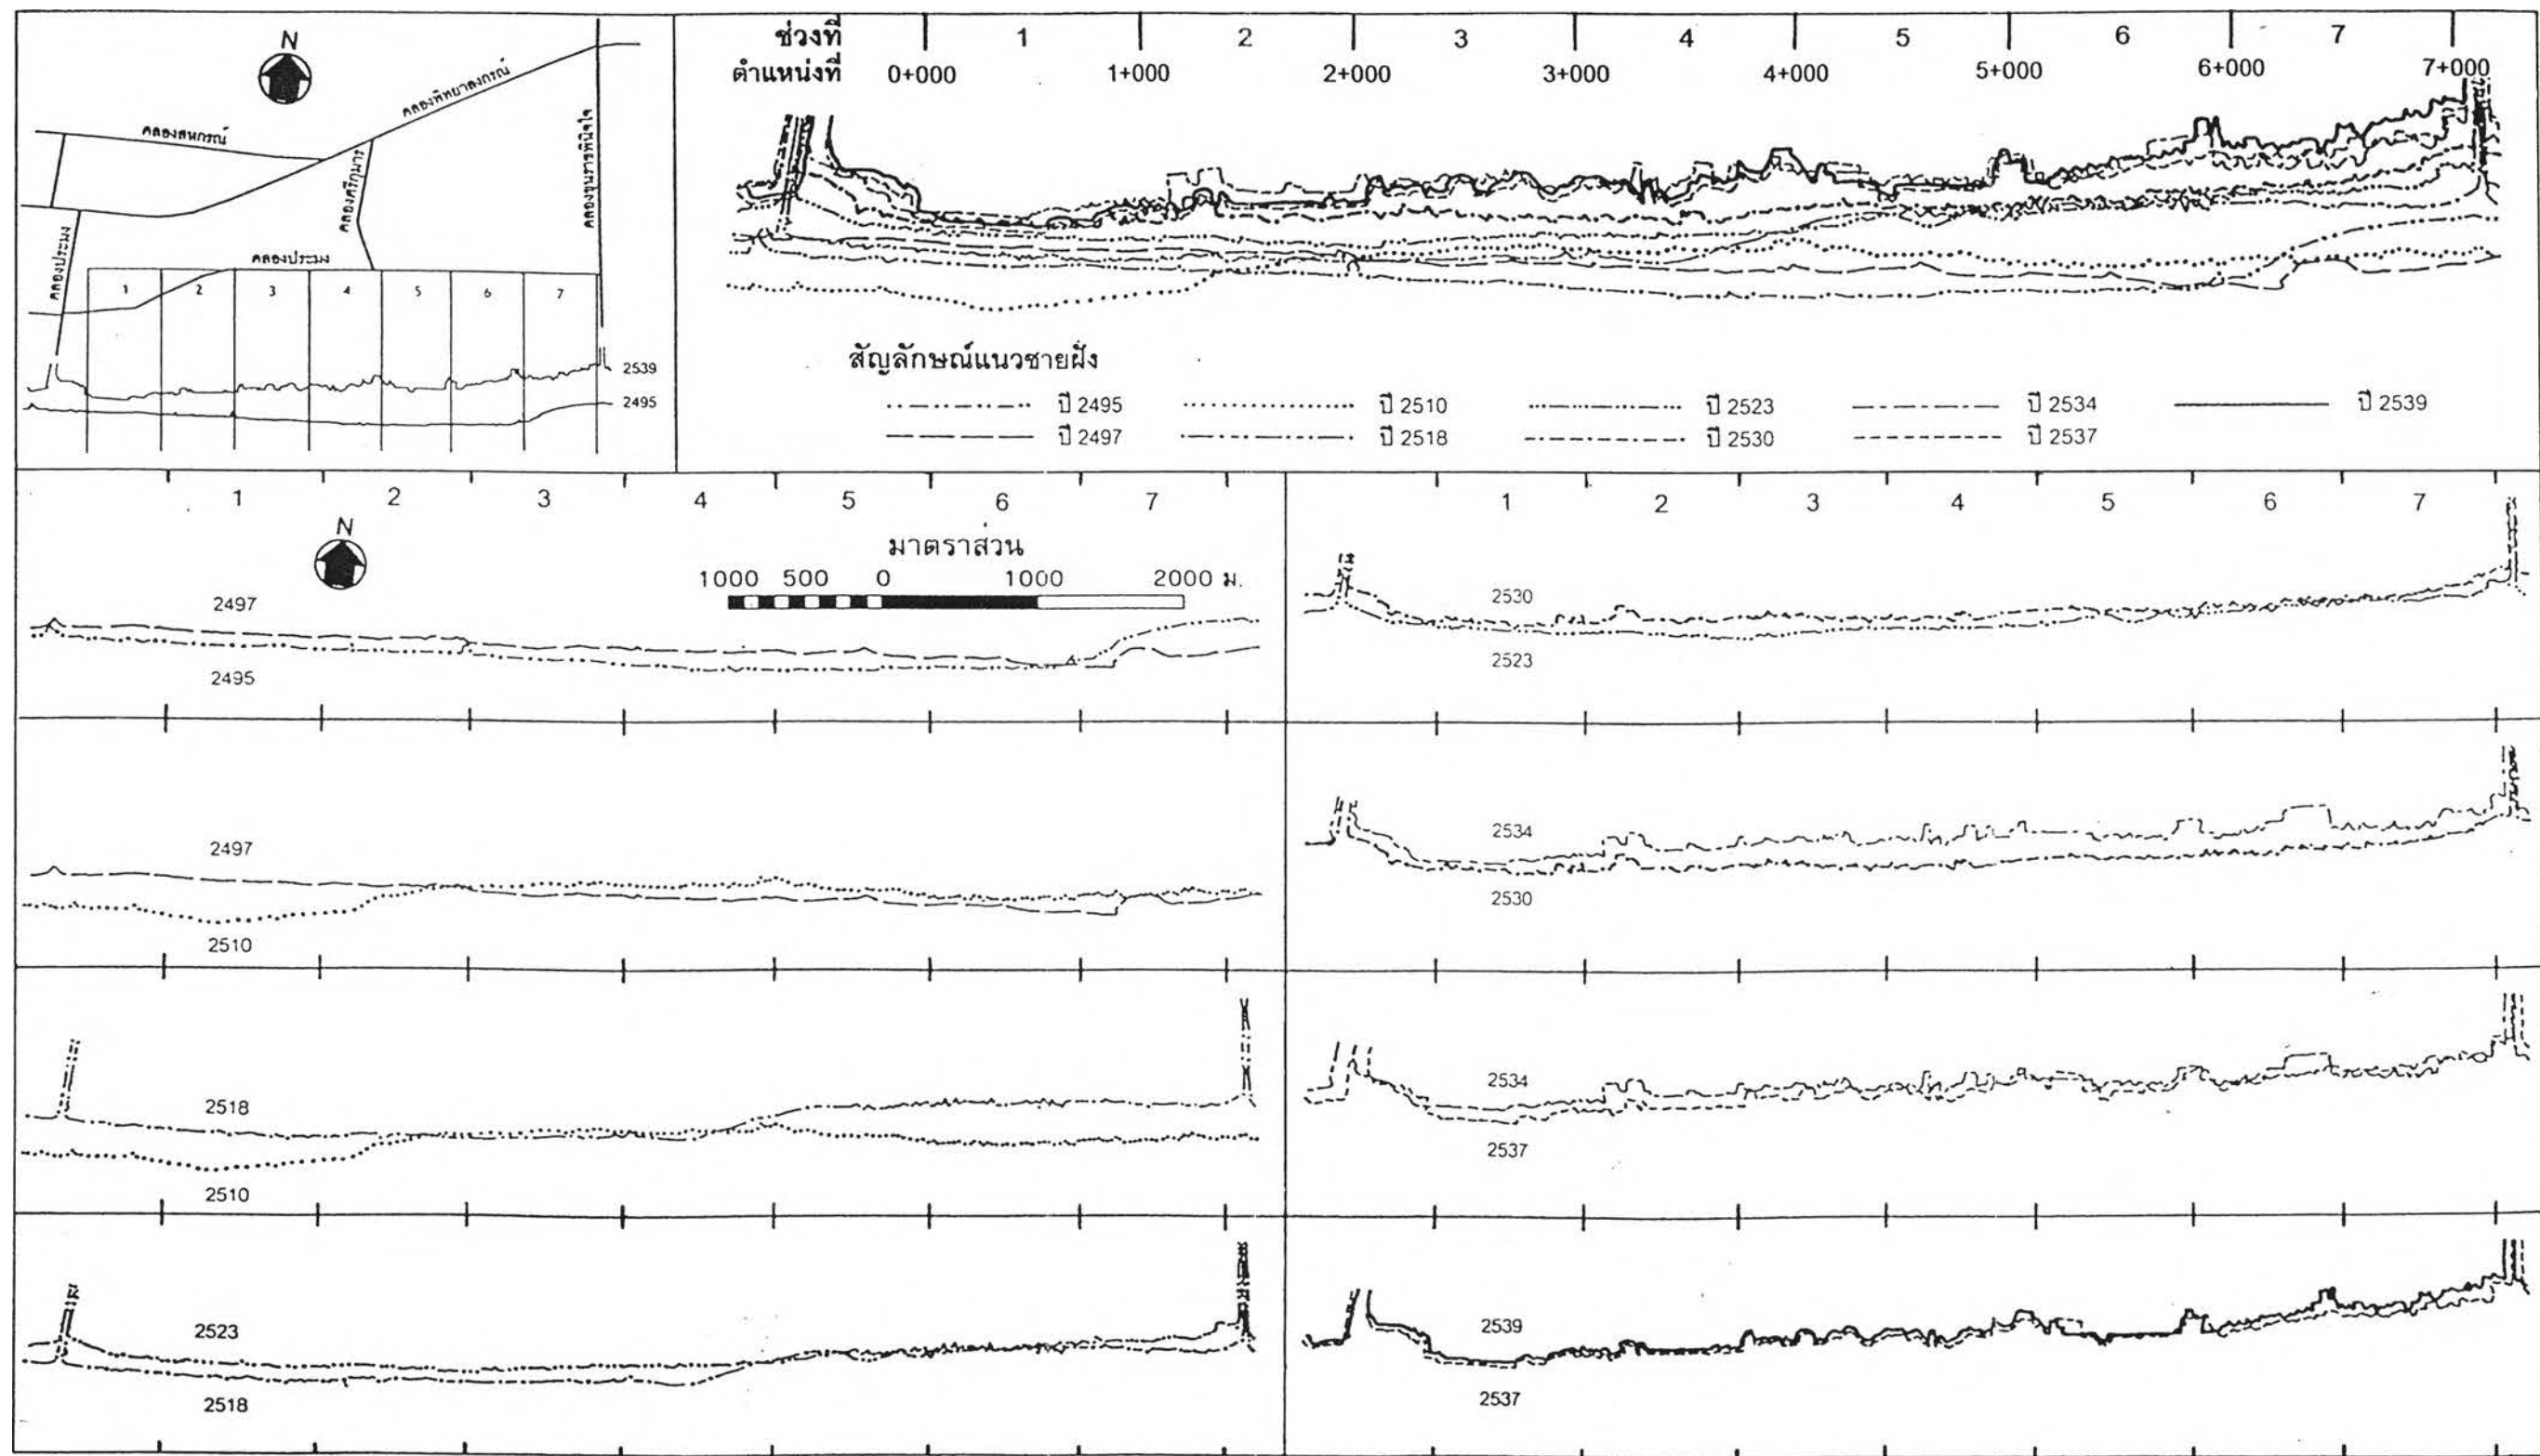 N
คลองสหกรณ์
คลองพิทยาลงกรณ์
คลองศรีกุมาร
คลองขุนราชพินิจใจ
คลองประมง
คลองประมง
1 2 3 4 5 6 7
2539
2495
ช่วงที่ 1 2 3 4 5 6 7
ตำแหน่งที่ 0+000 1+000 2+000 3+000 4+000 5+000 6+000 7+000
สัญลักษณ์แนวชายฝั่ง
ปี 2495 ปี 2510 ปี 2523 ปี 2534 ปี 2539
ปี 2497 ปี 2518 ปี 2530 ปี 2537
1 2 3 4 5 6 7
N
มาตราส่วน
1000 500 0 1000 2000 ม.
2497
2495
2497
2510
2518
2510
2523
2518
1 2 3 4 5 6 7
2530
2523
2534
2530
2534
2537
2539
2537